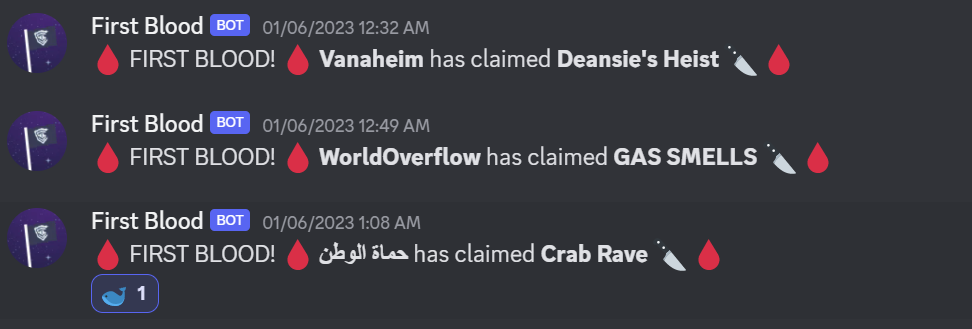 First Blood BOT 01/06/2023 12:32 AM
🩸 FIRST BLOOD! 🩸 Vanaheim has claimed Deansie's Heist 🔪 🩸
First Blood BOT 01/06/2023 12:49 AM
🩸 FIRST BLOOD! 🩸 WorldOverflow has claimed GAS SMELLS 🔪 🩸
First Blood BOT 01/06/2023 1:08 AM
🩸 FIRST BLOOD! 🩸 حماة الوطن has claimed Crab Rave 🔪 🩸
🐋 1